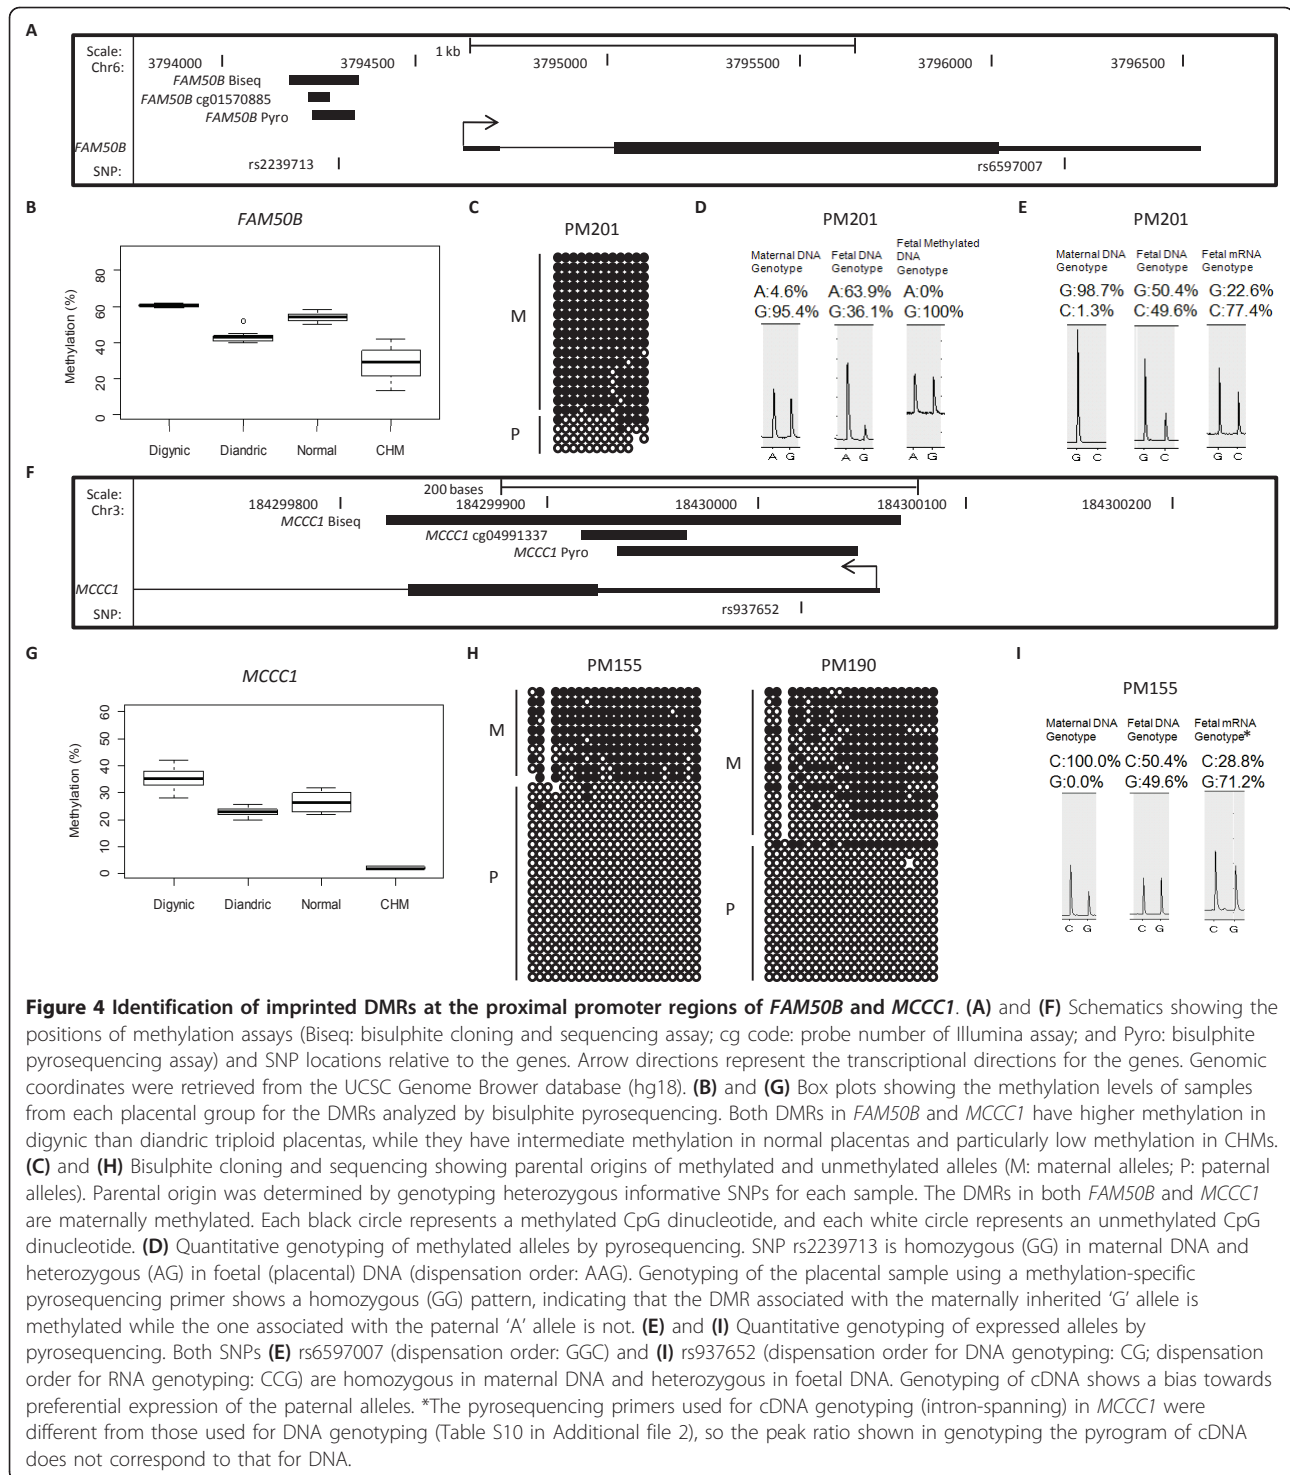 A
Scale:
1 kb
Chr6:
3794000
3794500
3795000
3795500
3796000
3796500
FAM50B Biseq
FAM50B cg01570885
FAM50B Pyro
FAM50B
SNP:
rs2239713
rs6597007
B
FAM50B
Methylation (%)
0
20
40
60
80
Digynic
Diandric
Normal
CHM
C
PM201
M
P
D
PM201
Maternal DNA Genotype
A:4.6%
G:95.4%
A G
Fetal DNA Genotype
A:63.9%
G:36.1%
A G
Fetal Methylated DNA Genotype
A:0%
G:100%
A G
E
PM201
Maternal DNA Genotype
G:98.7%
C:1.3%
G C
Fetal DNA Genotype
G:50.4%
C:49.6%
G C
Fetal mRNA Genotype
G:22.6%
C:77.4%
G C
F
Scale:
200 bases
Chr3:
184299800
184299900
184300000
184300100
184300200
MCCC1 Biseq
MCCC1 cg04991337
MCCC1 Pyro
MCCC1
SNP:
rs937652
G
MCCC1
Methylation (%)
0
10
20
30
40
50
60
Digynic
Diandric
Normal
CHM
H
PM155
M
P
PM190
M
P
I
PM155
Maternal DNA Genotype
C:100.0%
G:0.0%
C G
Fetal DNA Genotype
C:50.4%
G:49.6%
C G
Fetal mRNA Genotype*
C:28.8%
G:71.2%
C G
Figure 4 Identification of imprinted DMRs at the proximal promoter regions of FAM50B and MCCC1. (A) and (F) Schematics showing the
positions of methylation assays (Biseq: bisulphite cloning and sequencing assay; cg code: probe number of Illumina assay; and Pyro: bisulphite
pyrosequencing assay) and SNP locations relative to the genes. Arrow directions represent the transcriptional directions for the genes. Genomic
coordinates were retrieved from the UCSC Genome Brower database (hg18). (B) and (G) Box plots showing the methylation levels of samples
from each placental group for the DMRs analyzed by bisulphite pyrosequencing. Both DMRs in FAM50B and MCCC1 have higher methylation in
digynic than diandric triploid placentas, while they have intermediate methylation in normal placentas and particularly low methylation in CHMs.
(C) and (H) Bisulphite cloning and sequencing showing parental origins of methylated and unmethylated alleles (M: maternal alleles; P: paternal
alleles). Parental origin was determined by genotyping heterozygous informative SNPs for each sample. The DMRs in both FAM50B and MCCC1
are maternally methylated. Each black circle represents a methylated CpG dinucleotide, and each white circle represents an unmethylated CpG
dinucleotide. (D) Quantitative genotyping of methylated alleles by pyrosequencing. SNP rs2239713 is homozygous (GG) in maternal DNA and
heterozygous (AG) in foetal (placental) DNA (dispensation order: AAG). Genotyping of the placental sample using a methylation-specific
pyrosequencing primer shows a homozygous (GG) pattern, indicating that the DMR associated with the maternally inherited 'G' allele is
methylated while the one associated with the paternal 'A' allele is not. (E) and (I) Quantitative genotyping of expressed alleles by
pyrosequencing. Both SNPs (E) rs6597007 (dispensation order: GGC) and (I) rs937652 (dispensation order for DNA genotyping: CG; dispensation
order for RNA genotyping: CCG) are homozygous in maternal DNA and heterozygous in foetal DNA. Genotyping of cDNA shows a bias towards
preferential expression of the paternal alleles. *The pyrosequencing primers used for cDNA genotyping (intron-spanning) in MCCC1 were
different from those used for DNA genotyping (Table S10 in Additional file 2), so the peak ratio shown in genotyping the pyrogram of cDNA
does not correspond to that for DNA.